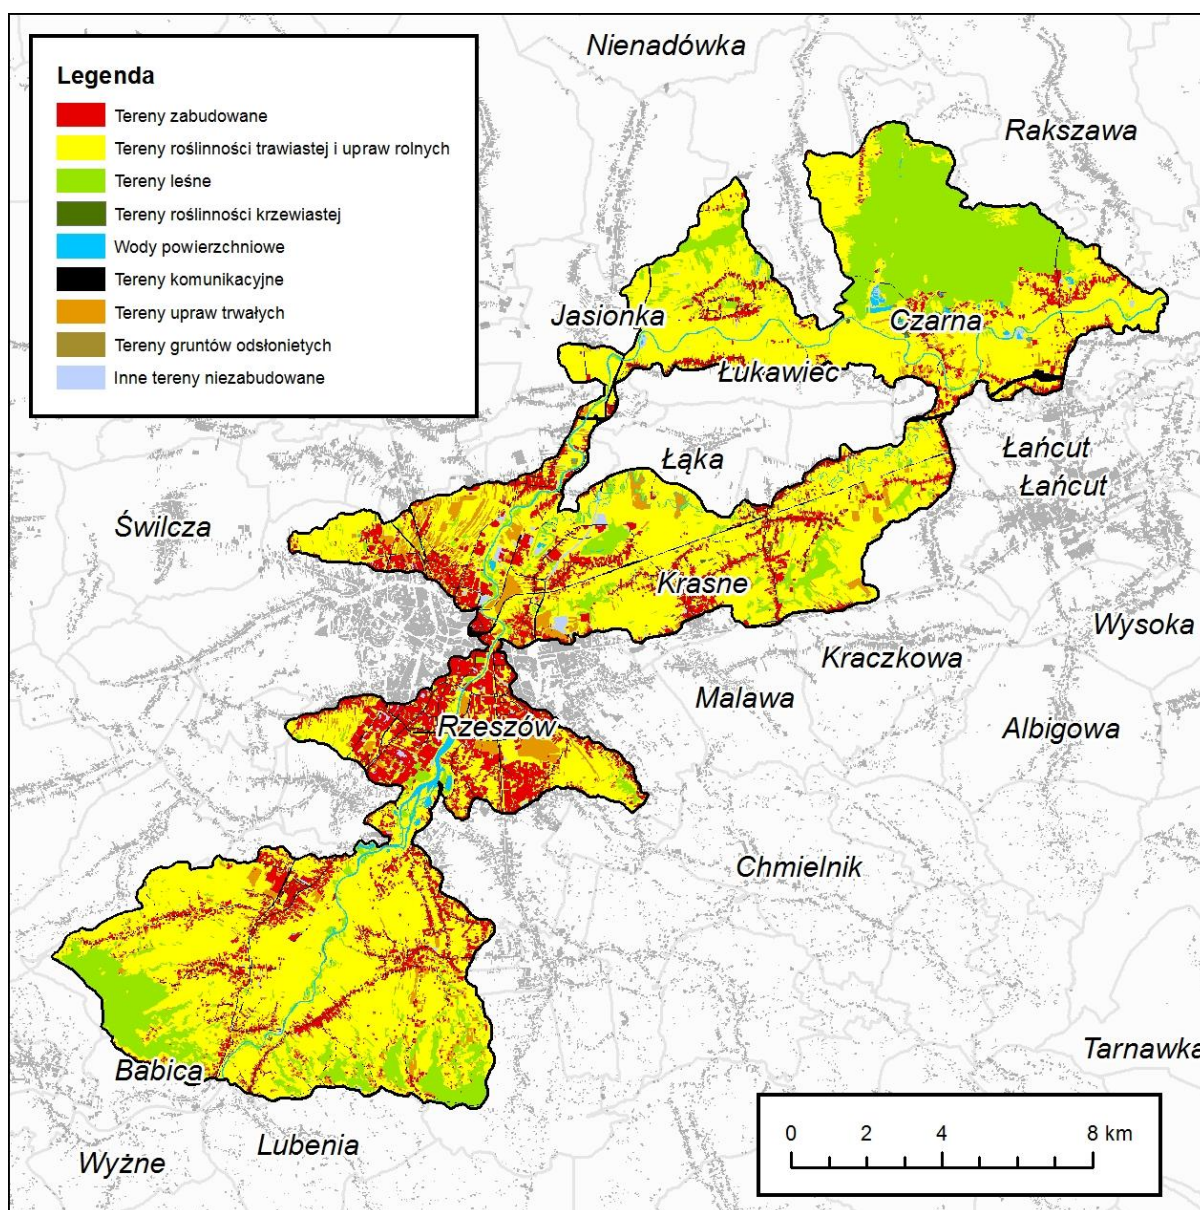 Nienadówka
Legenda
Tereny zabudowane
Tereny roślinności trawiastej i upraw rolnych
Tereny leśne
Tereny roślinności krzewiastej
Wody powierzchniowe
Tereny komunikacyjne
Tereny upraw trwałych
Tereny gruntów odsłonietych
Inne tereny niezabudowane
Rakszawa
Jasionka
Czarna
Łukawiec
Łąka
Łańcut
Łańcut
Świlcza
Krasne
Wysoka
Kraczkowa
Malawa
Albigowa
Rzeszów
Chmielnik
Tarnawka
Babica
Lubenia
Wyżne
0 2 4 8 km